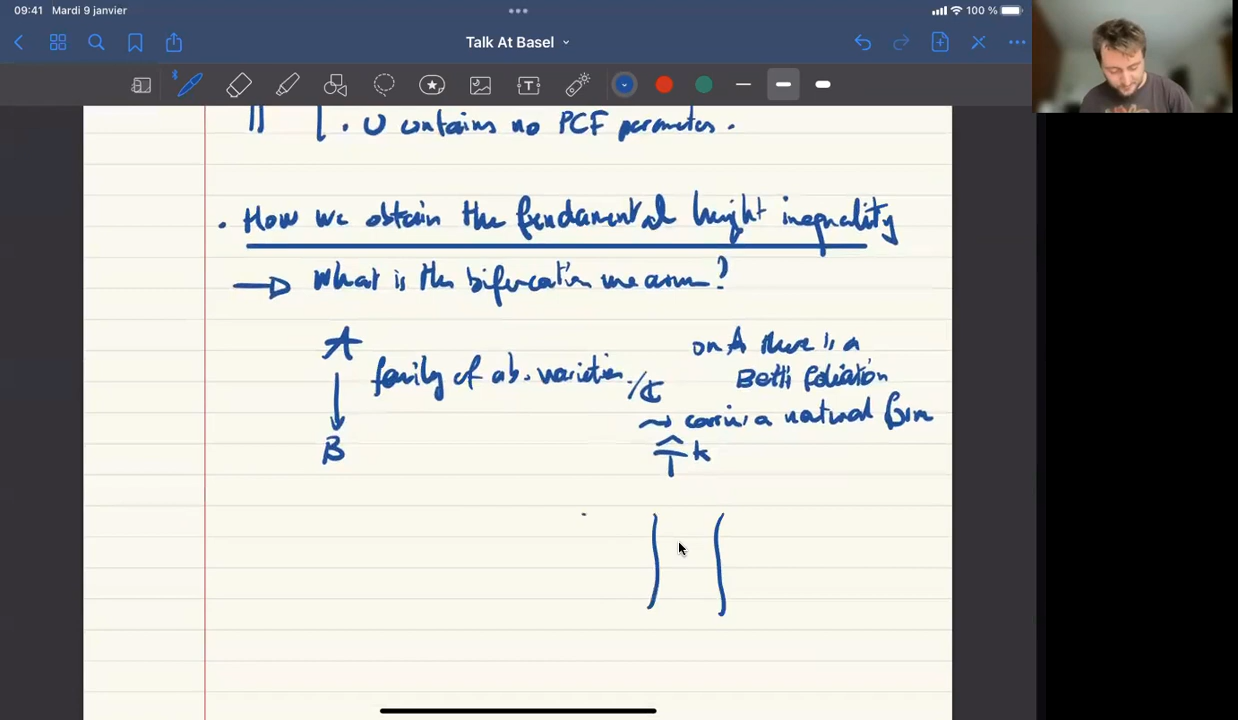 09:41 Mardi 9 janvier
100 %
Talk At Basel
. U contains no PCF parameter.
. How we obtain the fundamental height inequality
What is the bifurcation measure?
A
family of ab. varieties /C
on A there is a
Betti foliation
carries a natural form
T
B